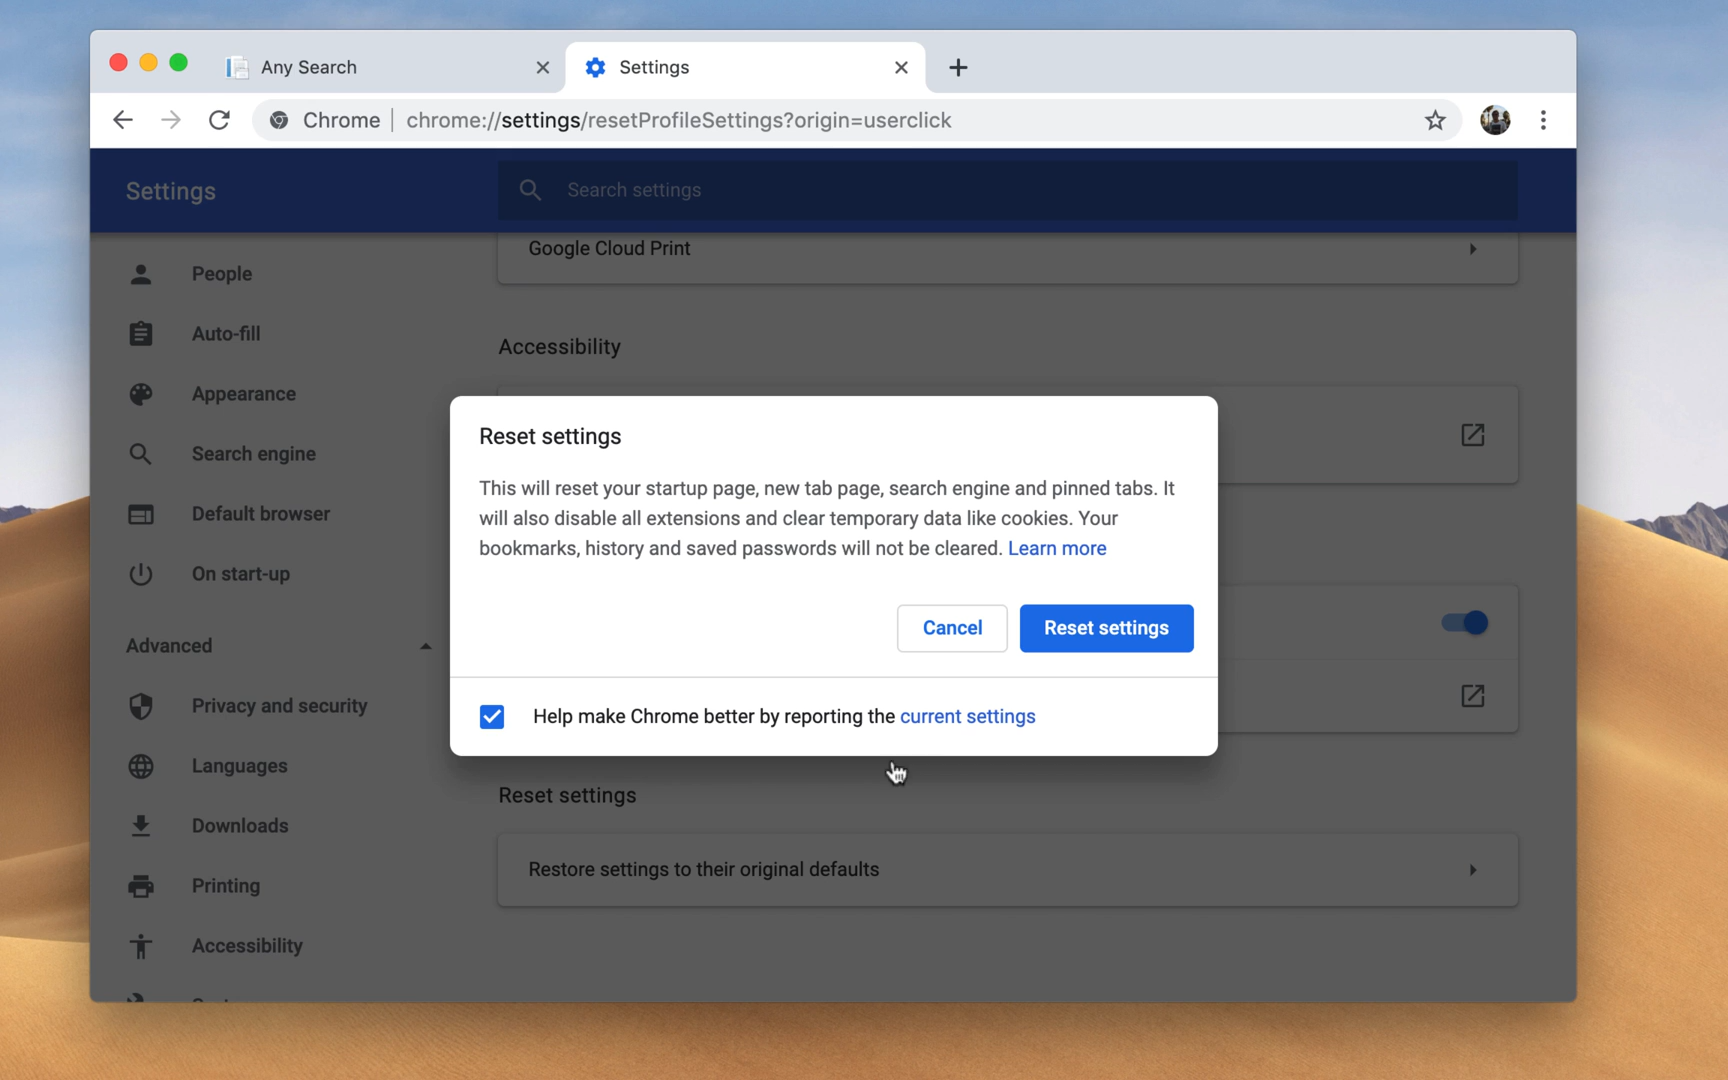 Any Search
Settings
Chrome
chrome://settings/resetProfileSettings?origin=userclick
Settings
Search settings
People
Auto-fill
Appearance
Search engine
Default browser
On start-up
Advanced
Privacy and security
Languages
Downloads
Printing
Accessibility
Google Cloud Print
Accessibility
Reset settings
This will reset your startup page, new tab page, search engine and pinned tabs. It
will also disable all extensions and clear temporary data like cookies. Your
bookmarks, history and saved passwords will not be cleared. Learn more
Cancel
Reset settings
Help make Chrome better by reporting the current settings
Reset settings
Restore settings to their original defaults